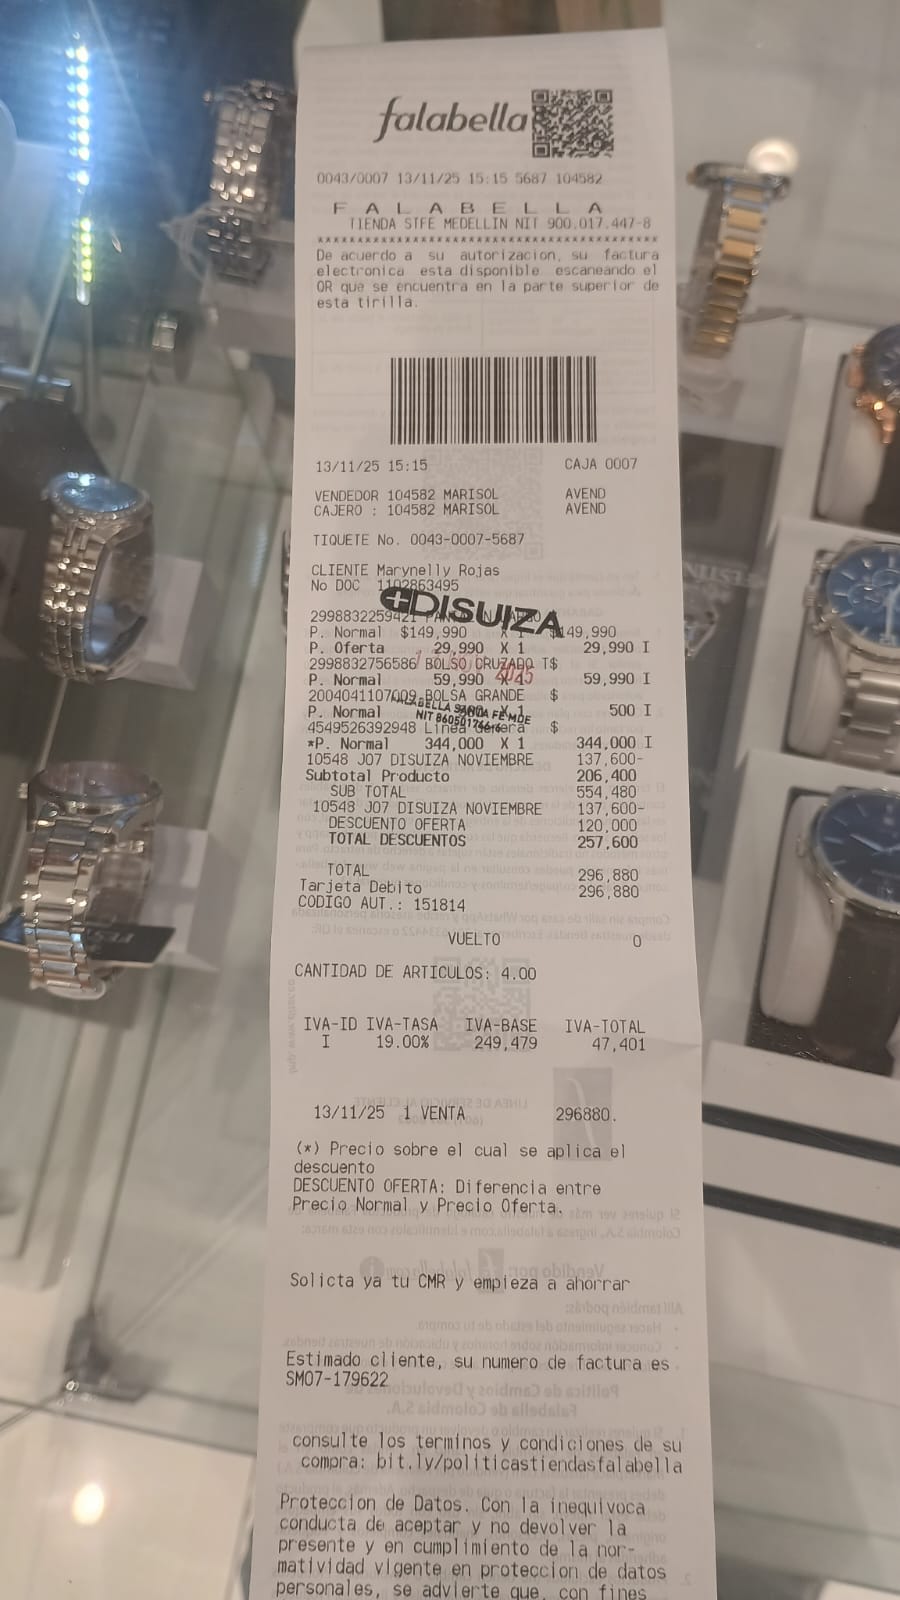 falabella
0043/0007 13/11/25 15:15 5687 104582
F A L A B E L L A
TIENDA STFE MEDELLIN NIT 900.017.447-8
De acuerdo a su autorizacion, su factura
electronica esta disponible escaneando el
QR que se encuentra en la parte superior de
esta tirilla.
13/11/25 15:15 CAJA 0007
VENDEDOR 104582 MARISOL AVEND
CAJERO : 104582 MARISOL AVEND
TIQUETE No. 0043-0007-5687
CLIENTE Marynelly Rojas
No DOC 1102863495
DISUIZA
2998832259421
P. Normal $149,990 X 1 $149,990
P. Oferta 29,990 X 1 29,990 I
2998832756586 BOLSO CRUZADO T$
P. Normal 59,990 X 1 59,990 I
2025
2004041107009 BOLSA GRANDE $
P. Normal X 1 500 I
FALABELLA SANTA FE MDE
NIT
4549526392948 Linea $
*P. Normal 344,000 X 1 344,000 I
10548 J07 DISUIZA NOVIEMBRE 137,600-
Subtotal Producto 206,400
SUB TOTAL 554,480
10548 J07 DISUIZA NOVIEMBRE 137,600-
DESCUENTO OFERTA 120,000
TOTAL DESCUENTOS 257,600
TOTAL 296,880
Tarjeta Debito 296,880
CODIGO AUT.: 151814
VUELTO 0
CANTIDAD DE ARTICULOS: 4.00
IVA-ID IVA-TASA IVA-BASE IVA-TOTAL
I 19.00% 249,479 47,401
13/11/25 1 VENTA 296880.
(*) Precio sobre el cual se aplica el
descuento
DESCUENTO OFERTA: Diferencia entre
Precio Normal y Precio Oferta.
Solicta ya tu CMR y empieza a ahorrar
Estimado cliente, su numero de factura es
SM07-179622
consulte los terminos y condiciones de su
compra: bit.ly/politicastiendasfalabella
Proteccion de Datos. Con la inequivoca
conducta de aceptar y no devolver la
presente y en cumplimiento de la nor-
matividad vigente en proteccion de datos
personales, se advierte que, con fines